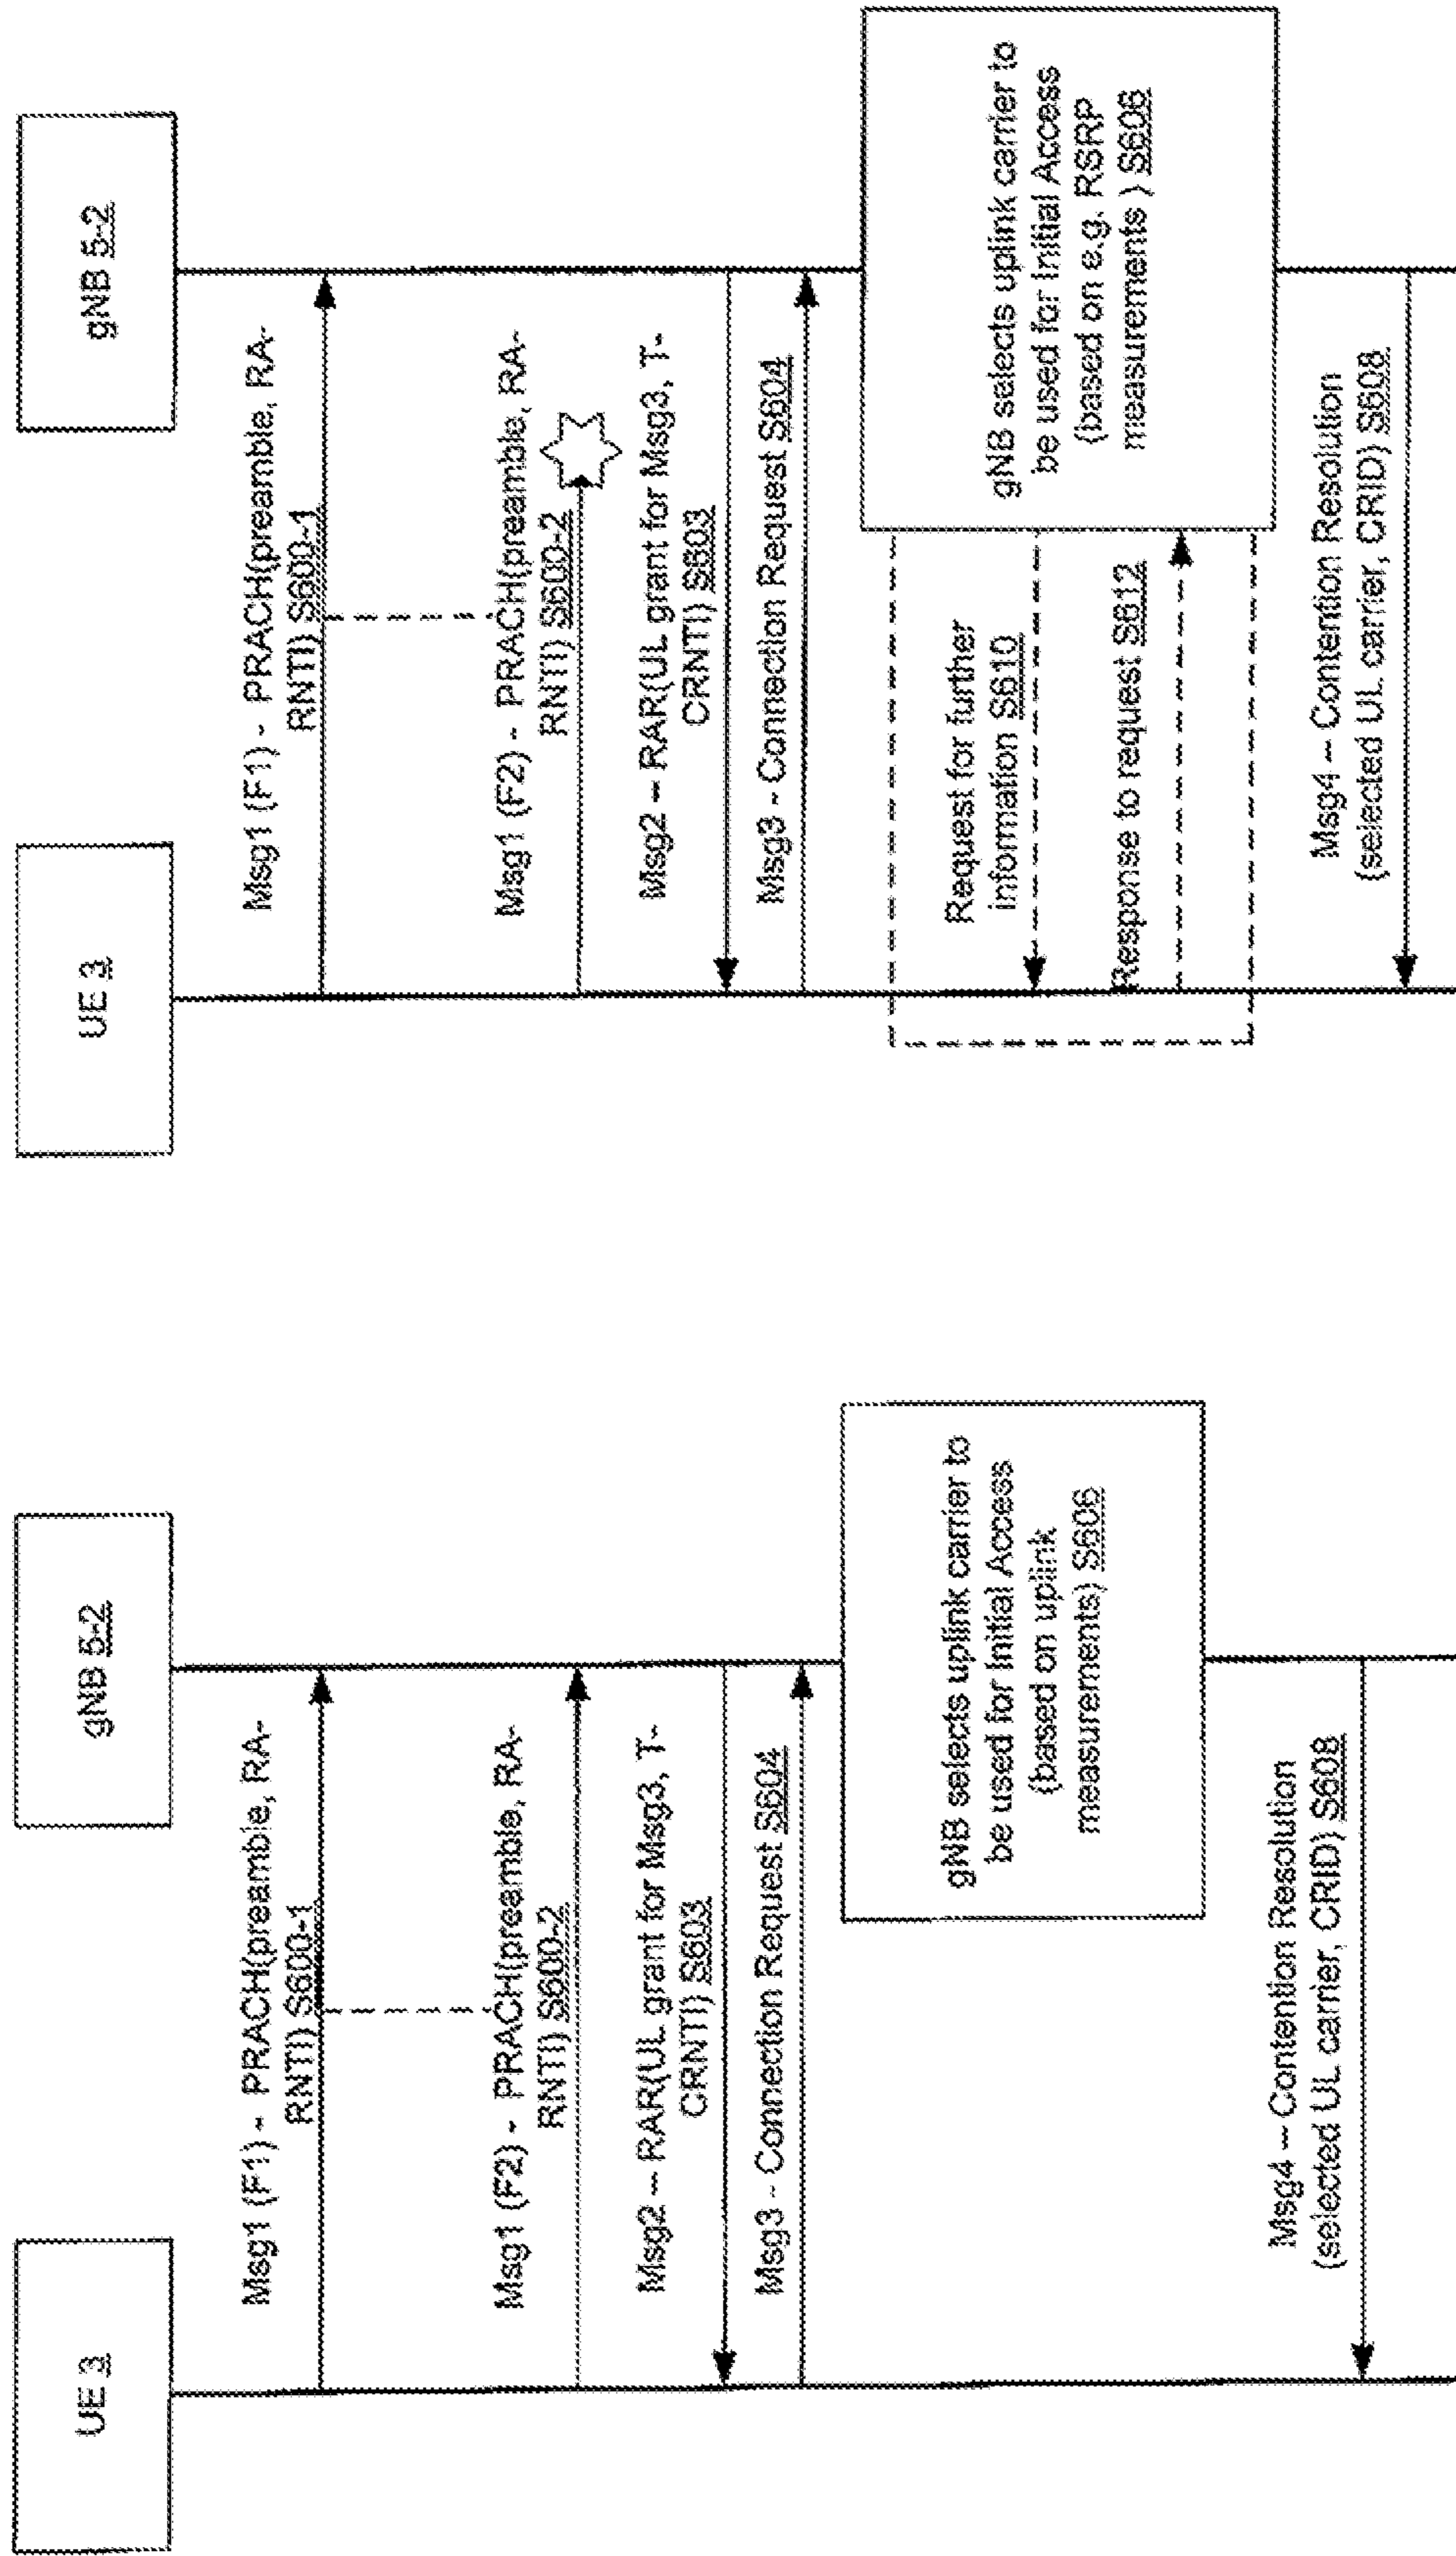 UE 3
gNB 5-2
Msg1 (F1) - PRACH(preamble, RA-
RNTI) S600-1
Msg1 (F2) - PRACH(preamble, RA-
RNTI) S600-2
Msg2 – RAR(UL grant for Msg3, T-
CRNTI) S603
Msg3 - Connection Request S604
gNB selects uplink carrier to
be used for Initial Access
(based on uplink
measurements) S606
Msg4 – Contention Resolution
(selected UL carrier, CRID) S608
UE 3
gNB 5-2
Msg1 (F1) - PRACH(preamble, RA-
RNTI) S600-1
Msg1 (F2) - PRACH(preamble, RA-
RNTI) S600-2
Msg2 – RAR(UL grant for Msg3, T-
CRNTI) S603
Msg3 - Connection Request S604
gNB selects uplink carrier to
be used for Initial Access
(based on e.g. RSRP
measurements ) S606
Request for further
information S610
Response to request S612
Msg4 – Contention Resolution
(selected UL carrier, CRID) S608